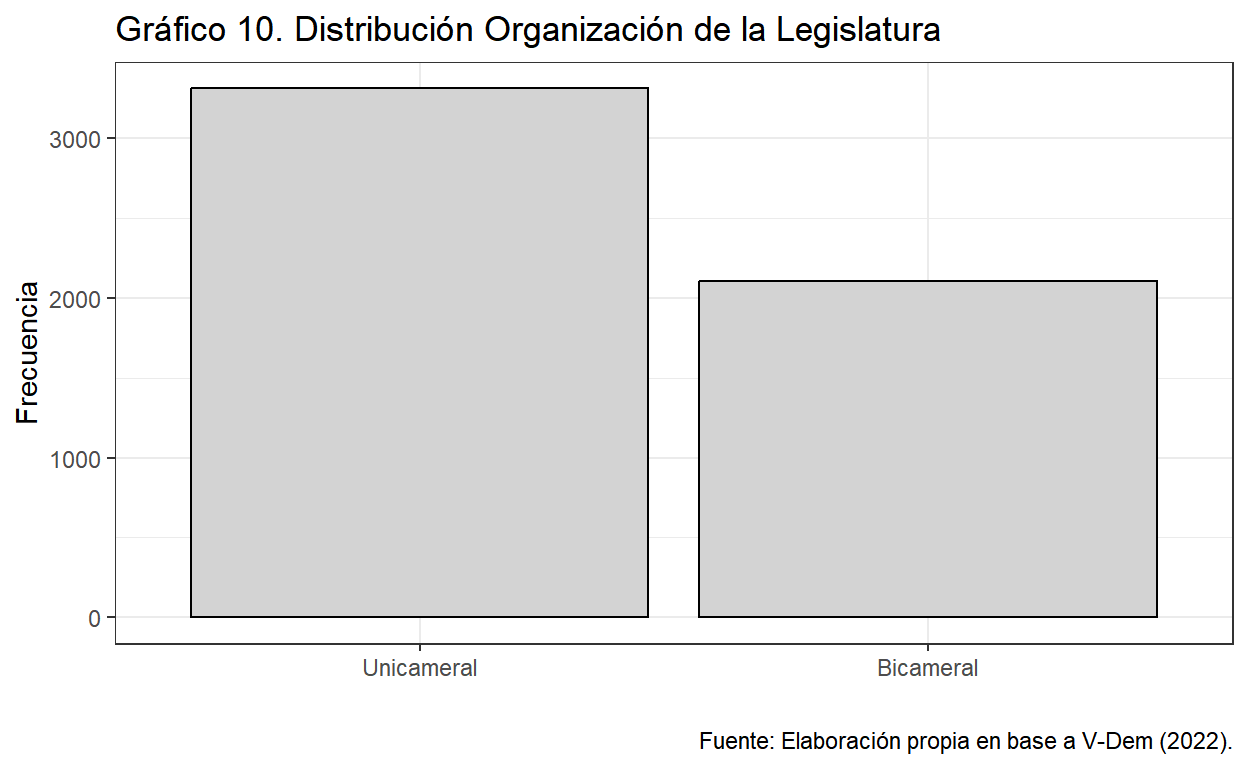 Gráfico 10. Distribución Organización de la Legislatura
Frecuencia
3000
2000
1000
0
Unicameral
Bicameral
Fuente: Elaboración propia en base a V-Dem (2022).